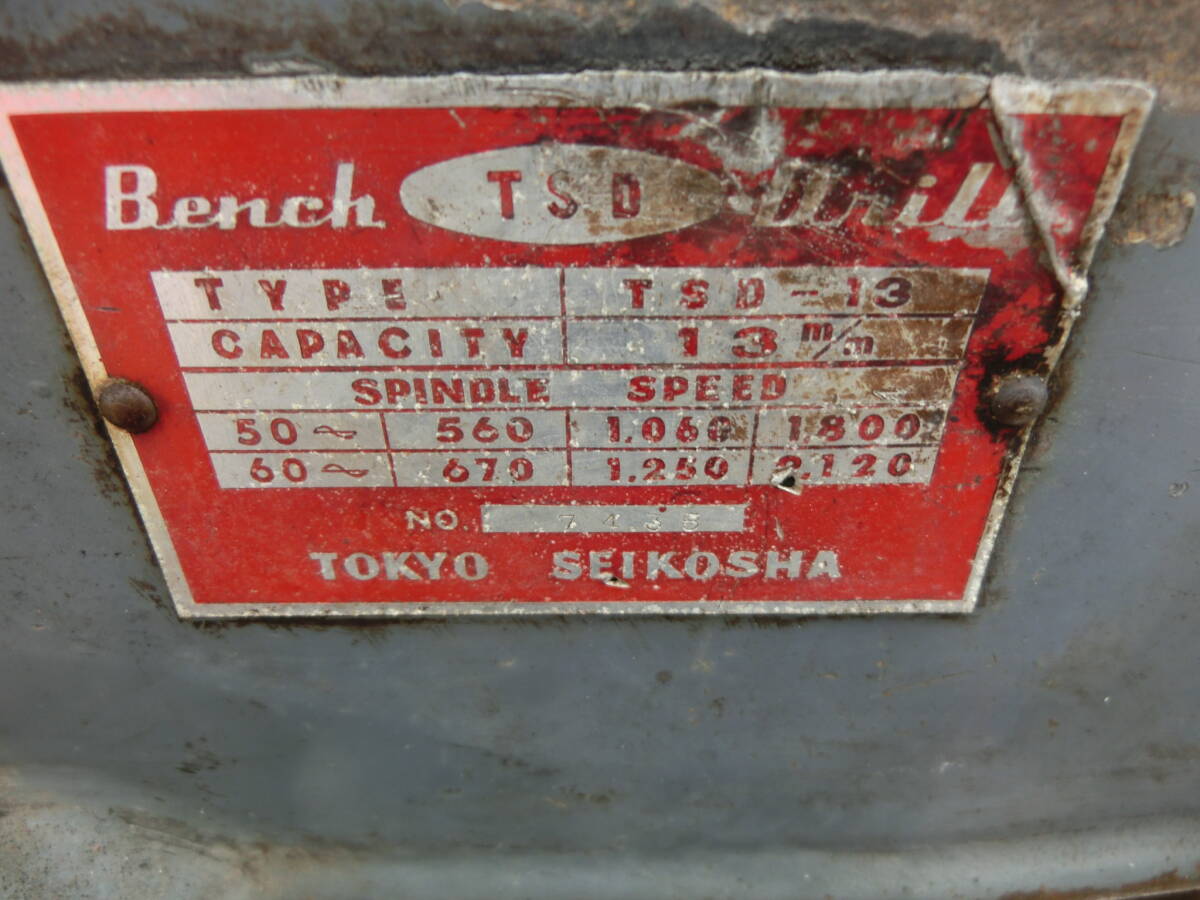 Bench TSD Drill
TYPE TSD-13
CAPACITY 13 m/m
SPINDLE SPEED
50~ 560 1,060 1,800
60~ 670 1,250 2,120
NO. 7435
TOKYO SEIKOSHA